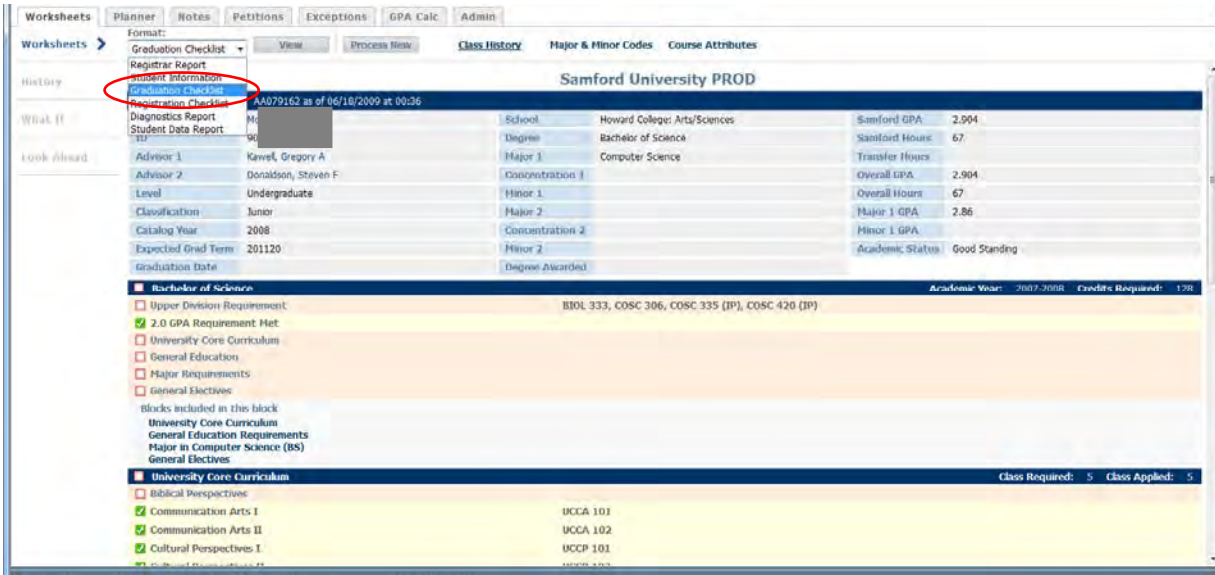 Worksheets Planner Notes Petitions Exceptions GPA Calc Admin
Worksheets
Format:
Graduation Checklist View Process New Class History Major & Minor Codes Course Attributes
Registrar Report
Student Information
Graduation Checklist
Registration Checklist
Diagnostics Report
Student Data Report
History
What If
Look Ahead
Samford University PROD
AA079162 as of 06/18/2009 at 00:36
School Howard College: Arts/Sciences Samford GPA 2.904
ID 90 Degree Bachelor of Science Samford Hours 67
Advisor 1 Kawell, Gregory A Major 1 Computer Science Transfer Hours
Advisor 2 Donaldson, Steven F Concentration 1 Overall GPA 2.904
Level Undergraduate Minor 1 Overall Hours 67
Classification Junior Major 2 Major 1 GPA 2.86
Catalog Year 2008 Concentration 2 Minor 1 GPA
Expected Grad Term 201120 Minor 2 Academic Status Good Standing
Graduation Date Degree Awarded
Bachelor of Science Academic Year: 2007-2008 Credits Required: 128
Upper Division Requirement BIOL 333, COSC 306, COSC 335 (IP), COSC 420 (IP)
2.0 GPA Requirement Met
University Core Curriculum
General Education
Major Requirements
General Electives
Blocks included in this block
University Core Curriculum
General Education Requirements
Major in Computer Science (BS)
General Electives
University Core Curriculum Class Required: 5 Class Applied: 5
Biblical Perspectives
Communication Arts I UCCA 101
Communication Arts II UCCA 102
Cultural Perspectives I UCCP 101